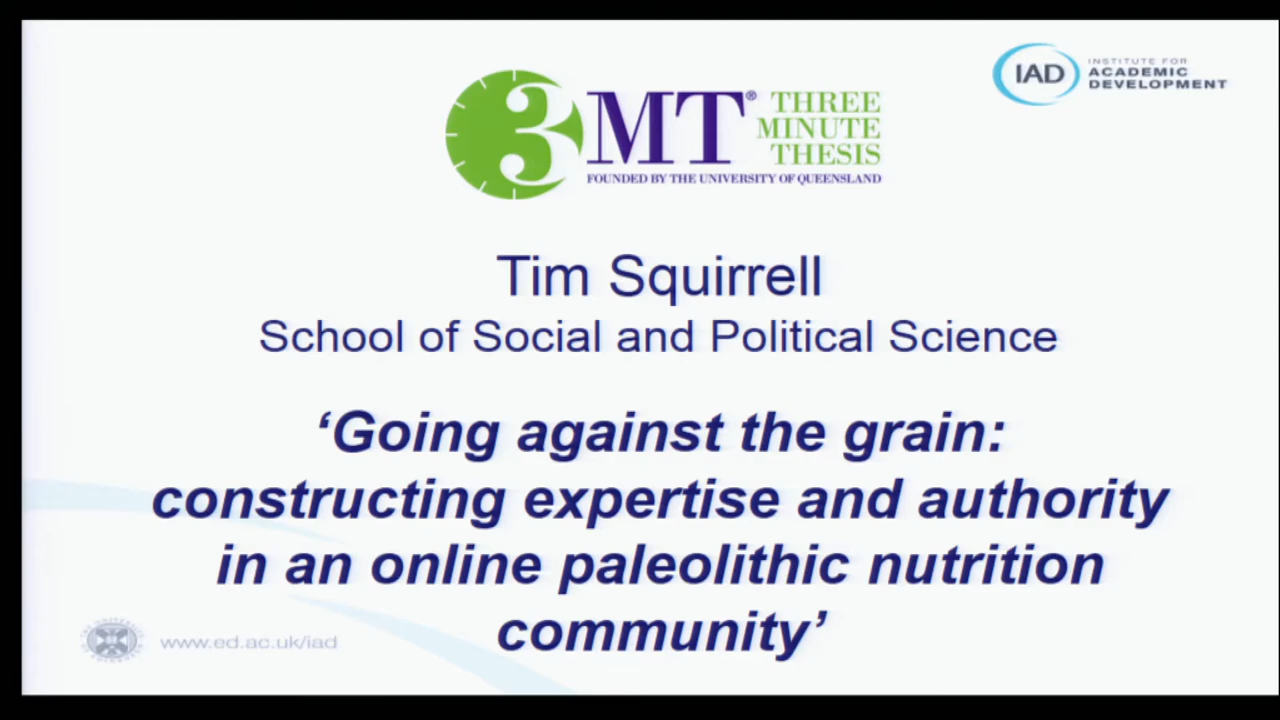 3MT® THREE
MINUTE
THESIS
FOUNDED BY THE UNIVERSITY OF QUEENSLAND
IAD INSTITUTE FOR
ACADEMIC
DEVELOPMENT
Tim Squirrell
School of Social and Political Science
‘Going against the grain:
constructing expertise and authority
in an online paleolithic nutrition
community’
www.ed.ac.uk/iad